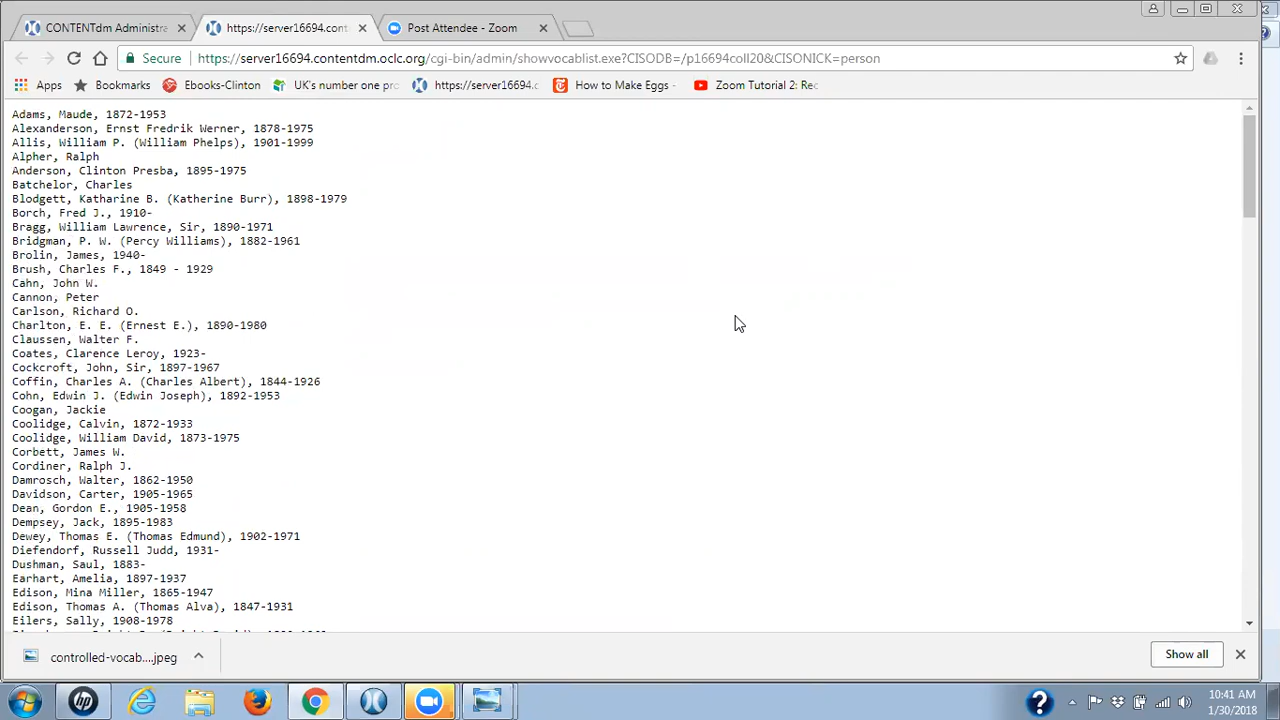 CONTENTdm Administra
https://server16694.cont
Post Attendee - Zoom
Secure
https://server16694.contentdm.oclc.org/cgi-bin/admin/showvocablist.exe?CISODB=/p16694coll20&CISONICK=person
Apps
Bookmarks
Ebooks-Clinton
UK's number one pr
https://server16694.c
How to Make Eggs -
Zoom Tutorial 2: Rec
Adams, Maude, 1872-1953
Alexanderson, Ernst Fredrik Werner, 1878-1975
Allis, William P. (William Phelps), 1901-1999
Alpher, Ralph
Anderson, Clinton Presba, 1895-1975
Batchelor, Charles
Blodgett, Katharine B. (Katherine Burr), 1898-1979
Borch, Fred J., 1910-
Bragg, William Lawrence, Sir, 1890-1971
Bridgman, P. W. (Percy Williams), 1882-1961
Brolin, James, 1940-
Brush, Charles F., 1849 - 1929
Cahn, John W.
Cannon, Peter
Carlson, Richard O.
Charlton, E. E. (Ernest E.), 1890-1980
Claussen, Walter F.
Coates, Clarence Leroy, 1923-
Cockcroft, John, Sir, 1897-1967
Coffin, Charles A. (Charles Albert), 1844-1926
Cohn, Edwin J. (Edwin Joseph), 1892-1953
Coogan, Jackie
Coolidge, Calvin, 1872-1933
Coolidge, William David, 1873-1975
Corbett, James W.
Cordiner, Ralph J.
Damrosch, Walter, 1862-1950
Davidson, Carter, 1905-1965
Dean, Gordon E., 1905-1958
Dempsey, Jack, 1895-1983
Dewey, Thomas E. (Thomas Edmund), 1902-1971
Diefendorf, Russell Judd, 1931-
Dushman, Saul, 1883-
Earhart, Amelia, 1897-1937
Edison, Mina Miller, 1865-1947
Edison, Thomas A. (Thomas Alva), 1847-1931
Eilers, Sally, 1908-1978
controlled-vocab....jpeg
Show all
10:41 AM
1/30/2018